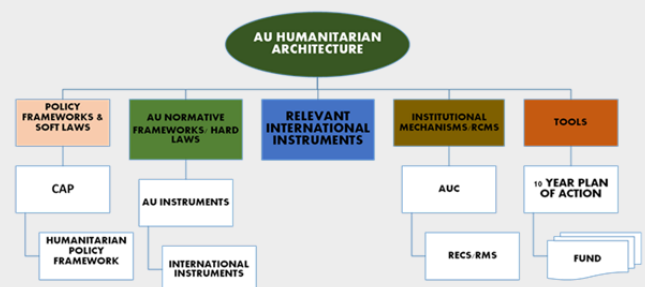 AU HUMANITARIAN
ARCHITECTURE
POLICY
FRAMEWORKS &
SOFT LAWS
AU NORMATIVE
FRAMEWORKS/ HARD
LAWS
RELEVANT
INTERNATIONAL
INSTRUMENTS
INSTITUTIONAL
MECHANISMS/RCMS
TOOLS
CAP
AU INSTRUMENTS
AUC
10 YEAR PLAN
OF ACTION
HUMANITARIAN
POLICY
FRAMEWORK
INTERNATIONAL
INSTRUMENTS
RECS/RMS
FUND